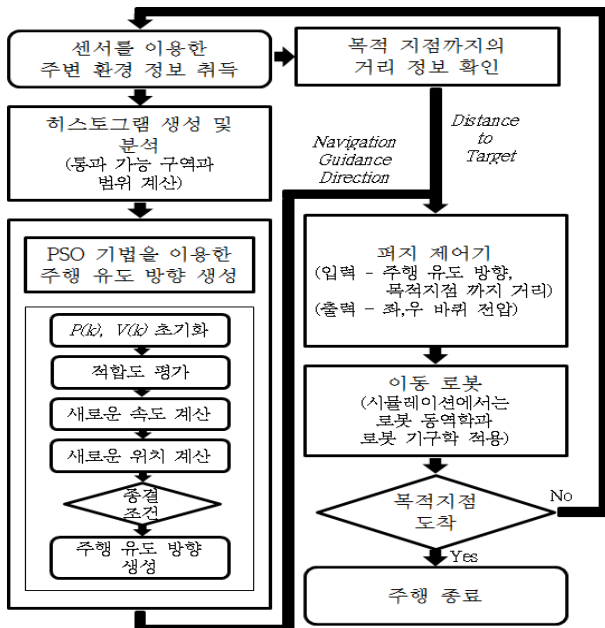 센서를 이용한
주변 환경 정보 취득
목적 지점까지의
거리 정보 확인
히스토그램 생성 및
분석
(통과 가능 구역과
범위 계산)
Navigation
Guidance
Direction
Distance
to
Target
PSO 기법을 이용한
주행 유도 방향 생성
P(k), V(k) 초기화
적합도 평가
새로운 속도 계산
새로운 위치 계산
종결
조건
주행 유도 방향
생성
퍼지 제어기
(입력 - 주행 유도 방향,
목적지점 까지 거리)
(출력 - 좌,우 바퀴 전압)
이동 로봇
(시뮬레이션에서는
로봇 동역학과
로봇 기구학 적용)
목적지점
도착
No
Yes
주행 종료